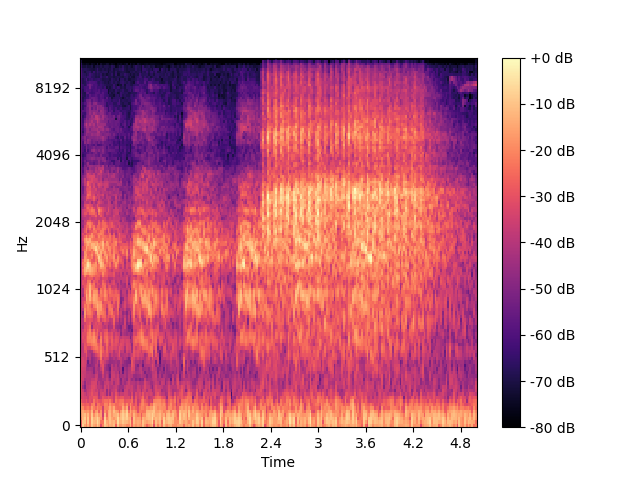 Hz
8192
4096
2048
1024
512
0
0 0.6 1.2 1.8 2.4 3 3.6 4.2 4.8
Time
+0 dB
-10 dB
-20 dB
-30 dB
-40 dB
-50 dB
-60 dB
-70 dB
-80 dB